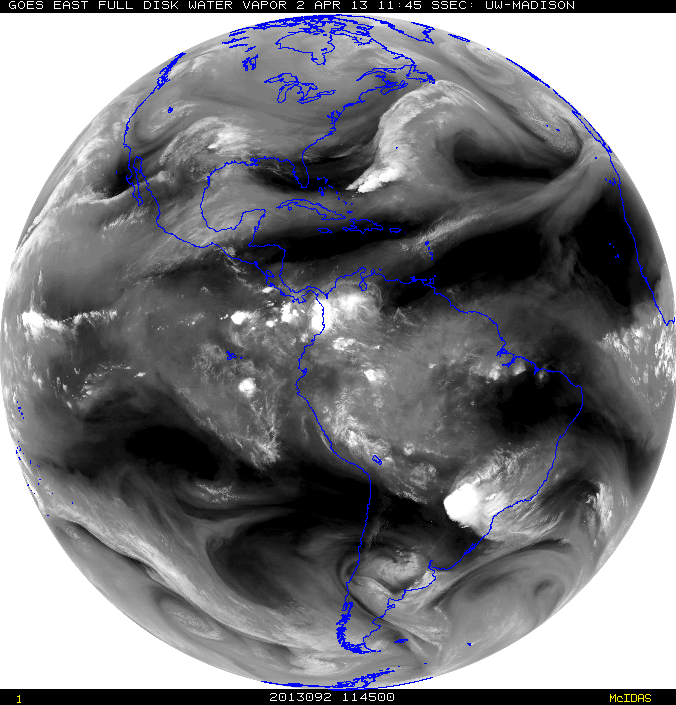 GOES EAST FULL DISK WATER VAPOR 2 APR 13 11:45 SSEC: UW-MADISON
1 2013092 114500 McIDAS